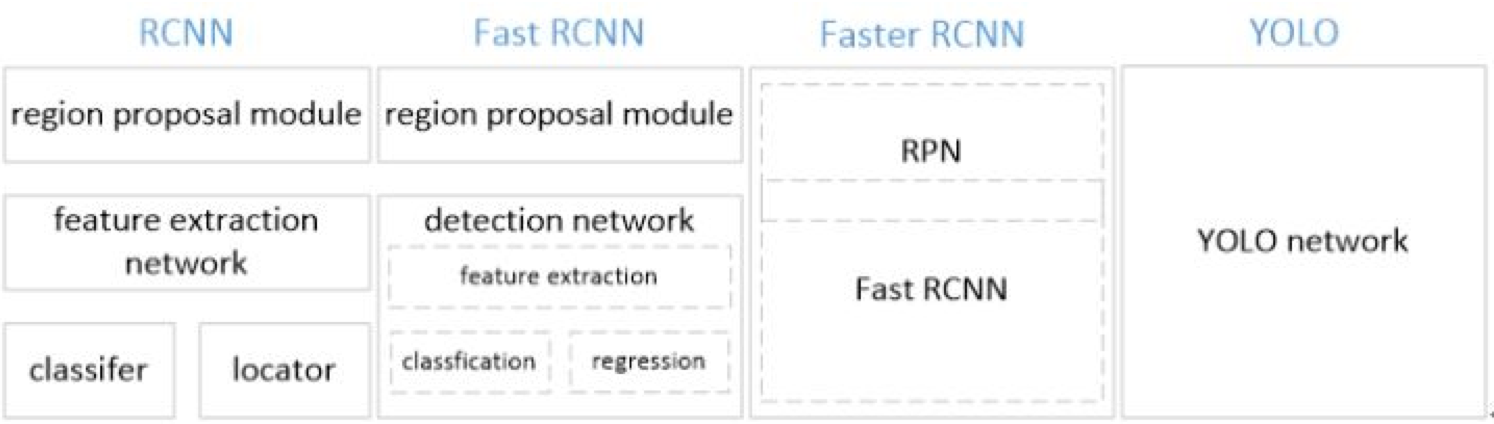 RCNN
region proposal module
feature extraction
network
classifer
locator
Fast RCNN
region proposal module
detection network
feature extraction
classfication
regression
Faster RCNN
RPN
Fast RCNN
YOLO
YOLO network